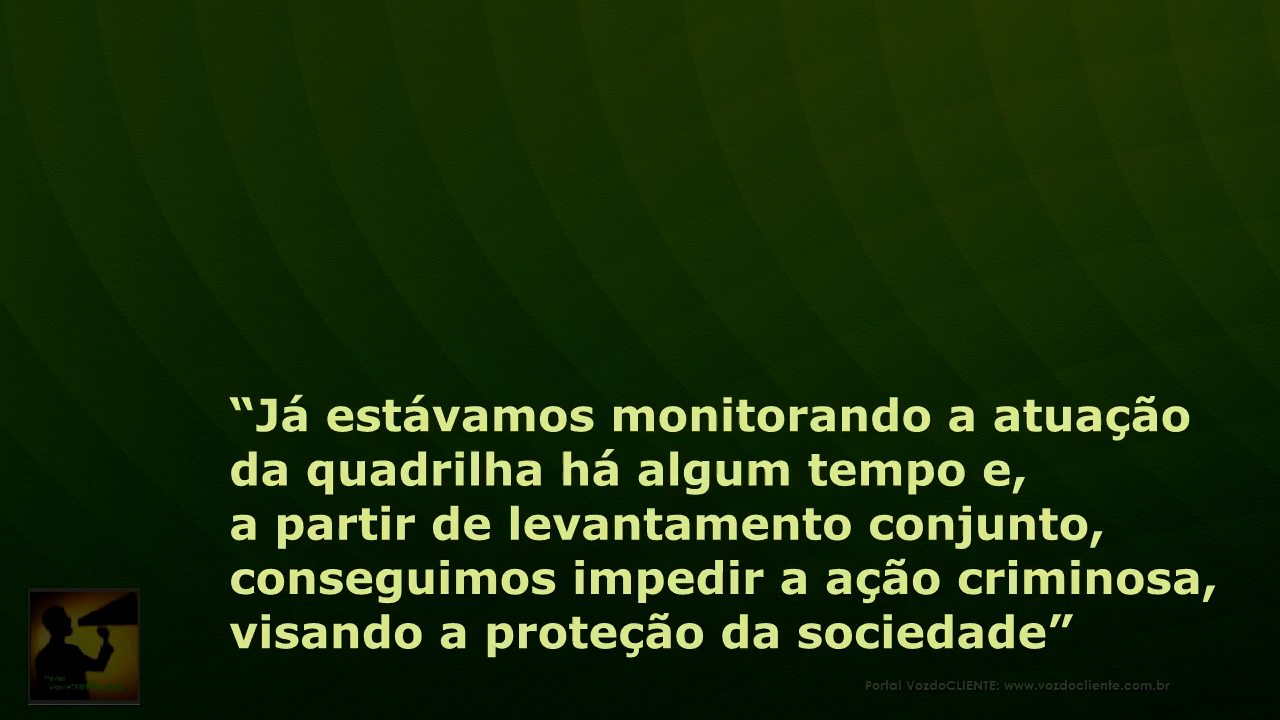 “Já estávamos monitorando a atuação
da quadrilha há algum tempo e,
a partir de levantamento conjunto,
conseguimos impedir a ação criminosa,
visando a proteção da sociedade”
Portal VozdoCLIENTE: www.vozdocliente.com.br
Portal